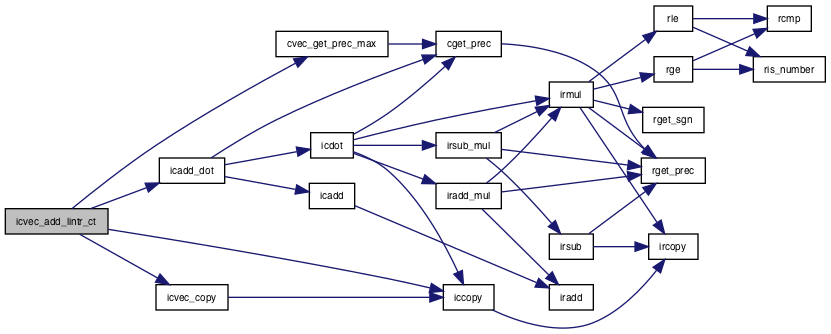 icvec_add_lintr_ct
cvec_get_prec_max
icadd_dot
icvec_copy
icdot
icadd
cget_prec
irsub_mul
iradd_mul
iccopy
irmul
irsub
iradd
rle
rge
rget_sgn
rget_prec
ircopy
rcmp
ris_number